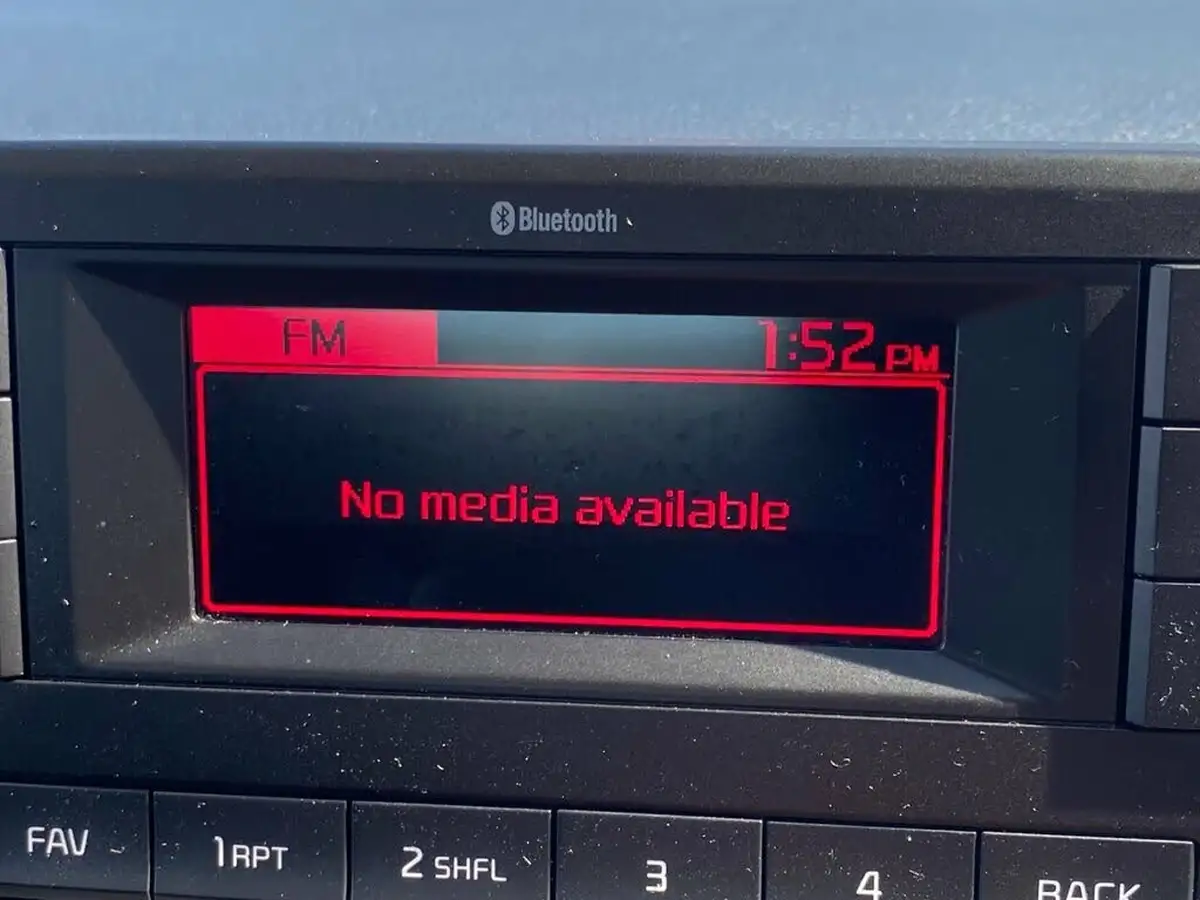 Bluetooth
FM 1:52 PM
No media available
FAV 1 RPT 2 SHFL 3 4 BACK